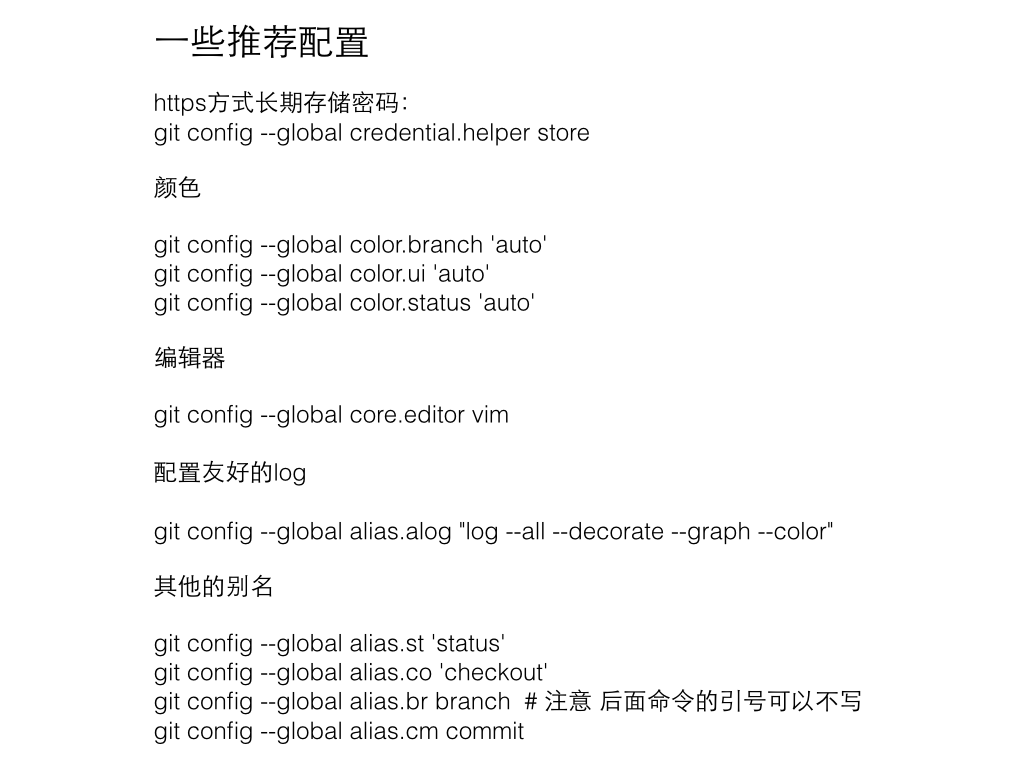 一些推荐配置
https方式长期存储密码：
git config --global credential.helper store
颜色
git config --global color.branch 'auto'
git config --global color.ui 'auto'
git config --global color.status 'auto'
编辑器
git config --global core.editor vim
配置友好的log
git config --global alias.alog "log --all --decorate --graph --color"
其他的别名
git config --global alias.st 'status'
git config --global alias.co 'checkout'
git config --global alias.br branch  # 注意 后面命令的引号可以不写
git config --global alias.cm commit